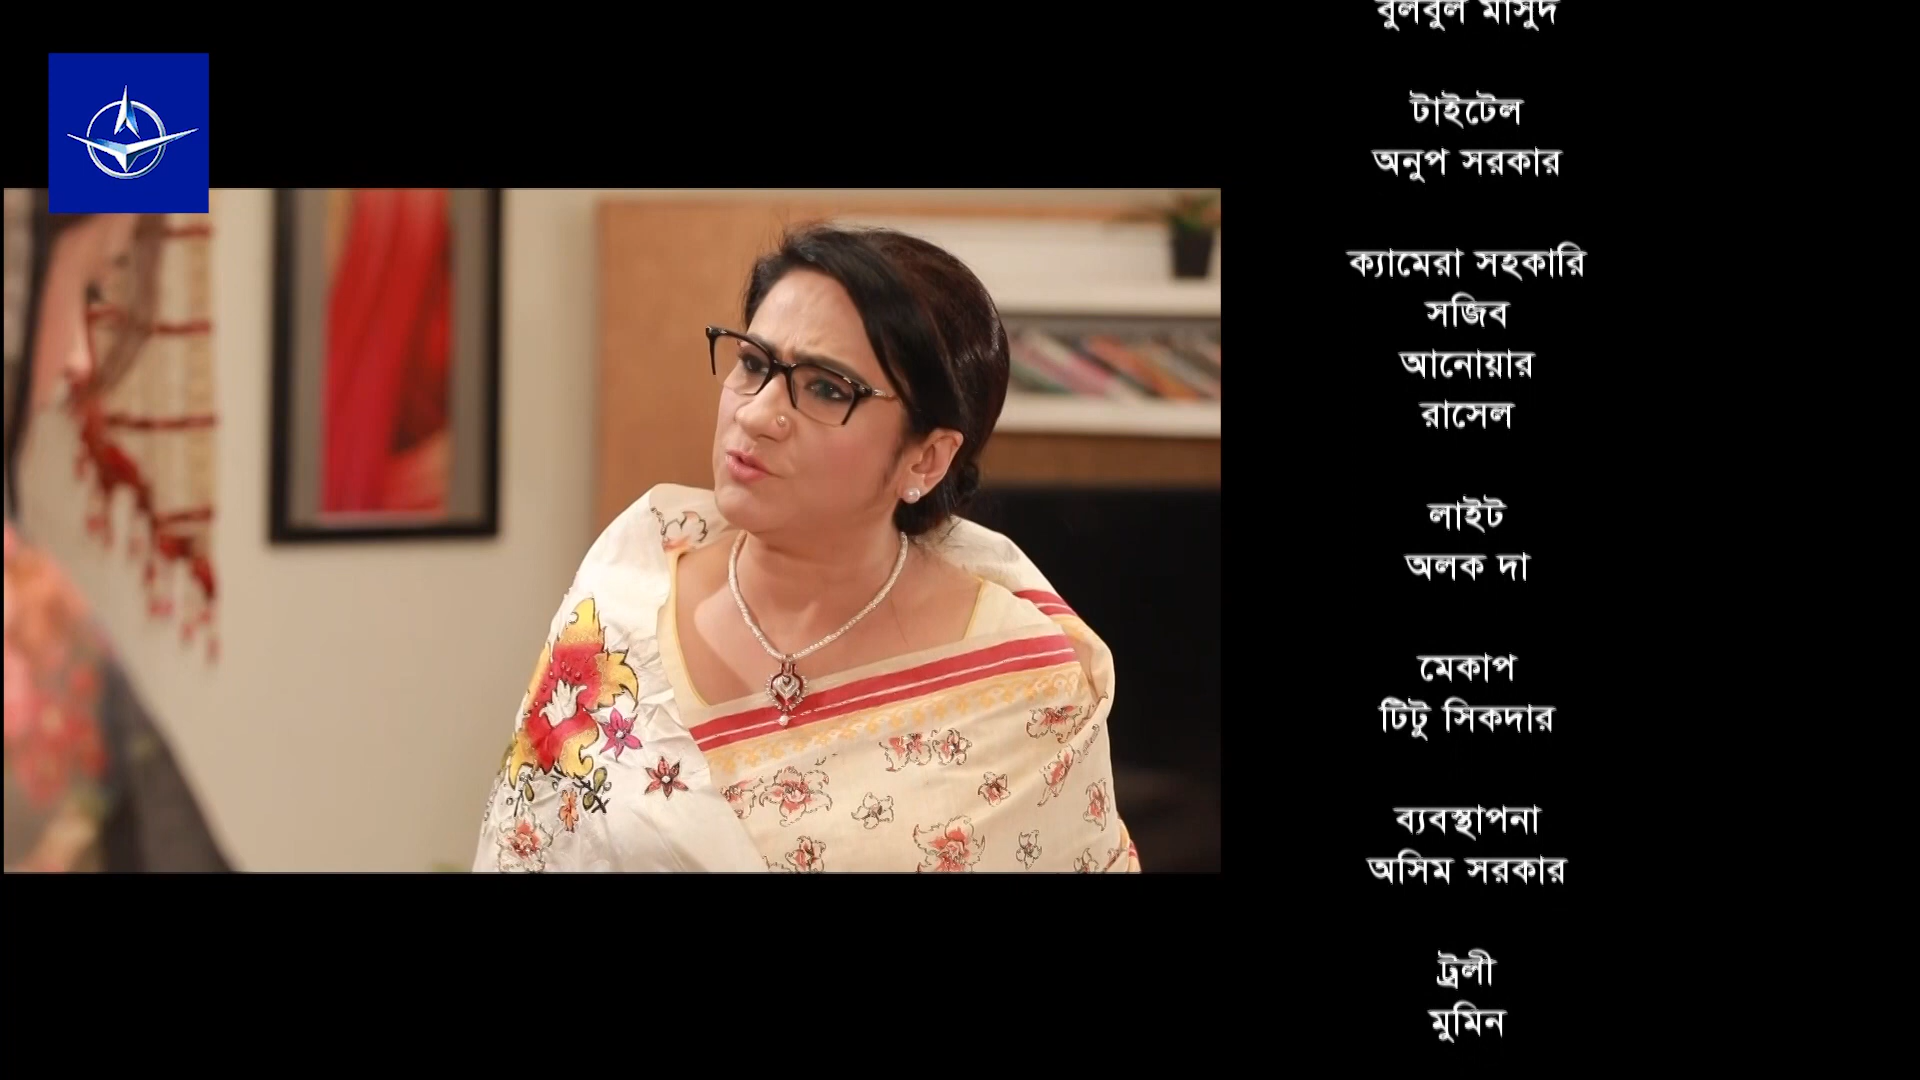 বুলবুল মাসুদ
টাইটেল
অনুপ সরকার
ক্যামেরা সহকারি
সজিব
আনোয়ার
রাসেল
লাইট
অলক দা
মেকাপ
টিটু সিকদার
ব্যবস্থাপনা
অসিম সরকার
ট্রলী
মুমিন